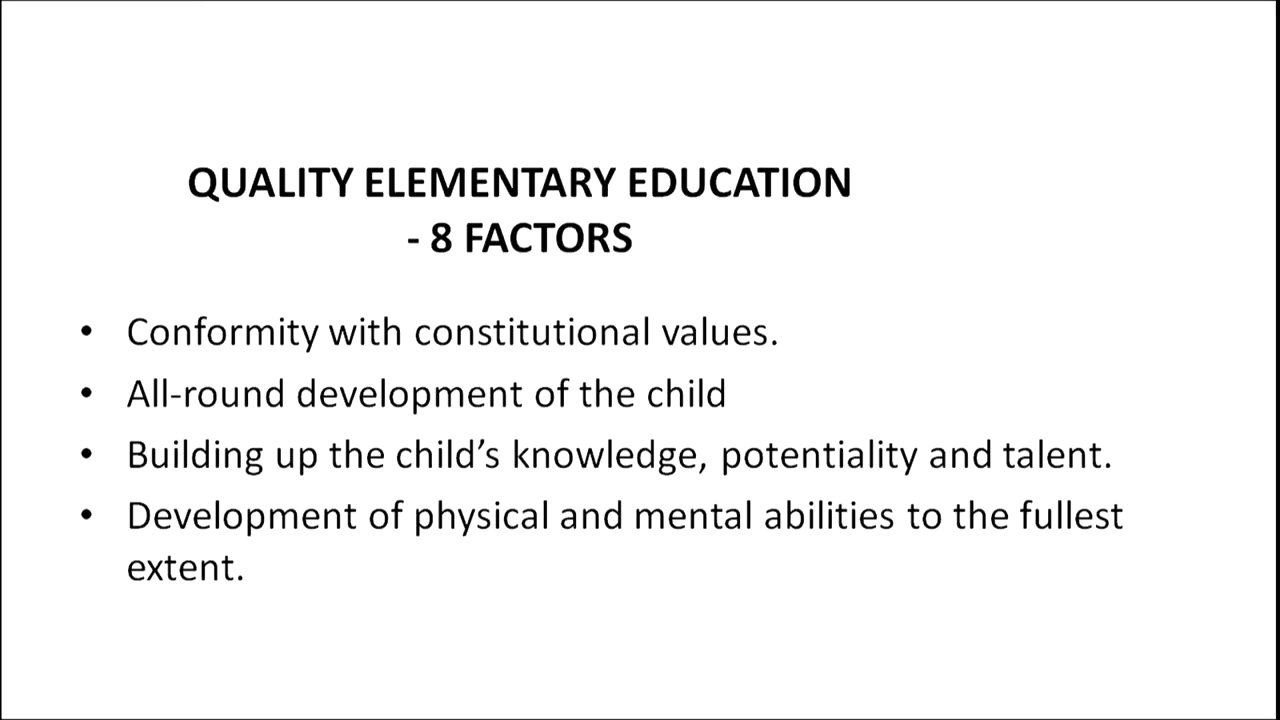 QUALITY ELEMENTARY EDUCATION
- 8 FACTORS
• Conformity with constitutional values.
• All-round development of the child
• Building up the child’s knowledge, potentiality and talent.
• Development of physical and mental abilities to the fullest
extent.